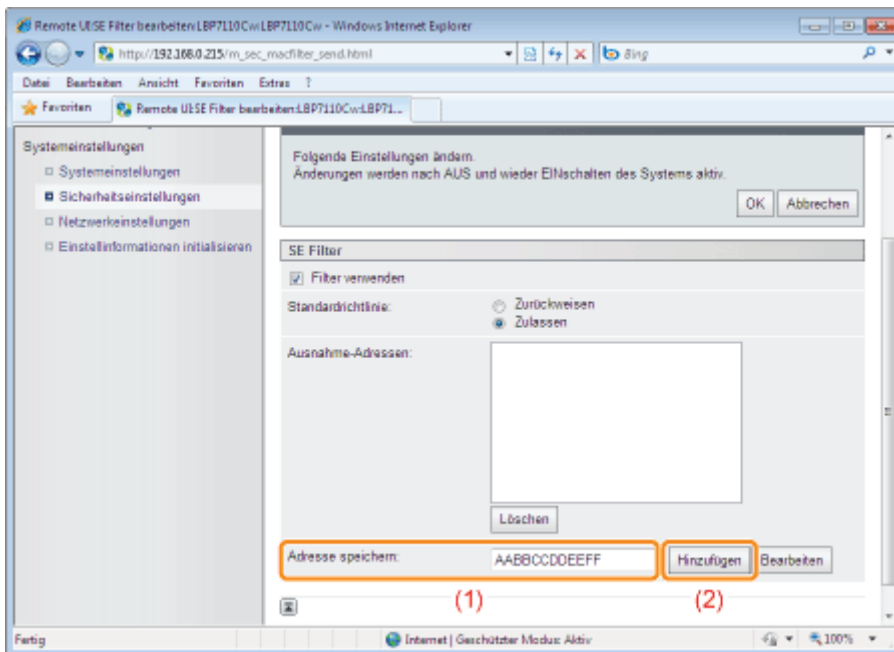 Remote UI:SE Filter bearbeiten:LBP7110Cw:LBP7110Cw - Windows Internet Explorer
http://192.168.0.215/m_sec_macfilter_send.html
Bing
Datei Bearbeiten Ansicht Favoriten Extras ?
Favoriten Remote UI:SE Filter bearbeiten:LBP7110Cw:LBP71...
Systemeinstellungen
Systemeinstellungen
Sicherheitseinstellungen
Netzwerkeinstellungen
Einstellinformationen initialisieren
Folgende Einstellungen ändern.
Änderungen werden nach AUS und wieder EINschalten des Systems aktiv.
OK Abbrechen
SE Filter
Filter verwenden
Standardrichtlinie:
Zurückweisen
Zulassen
Ausnahme-Adressen:
Löschen
Adresse speichern: AABBCCDDEEFF Hinzufügen Bearbeiten
(1) (2)
Fertig Internet | Geschützter Modus: Aktiv 100%